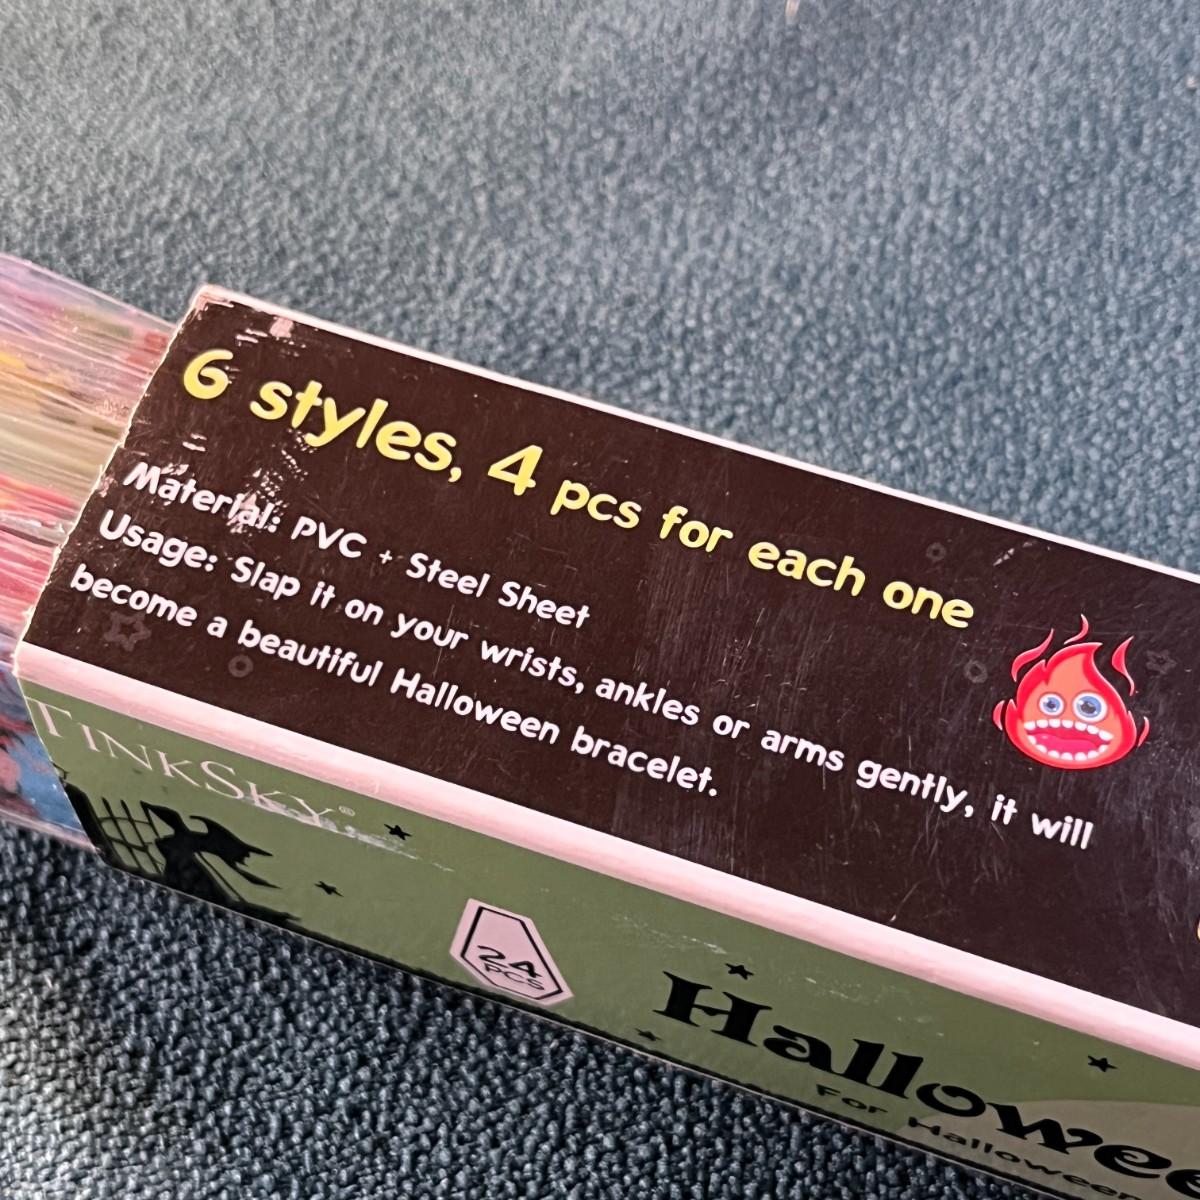 6 styles, 4 pcs for each one
Material: PVC + Steel Sheet
Usage: Slap it on your wrists, ankles or arms gently, it will
become a beautiful Halloween bracelet.
TINKSKY®
24
PCS
Hallowee
For Hallowee